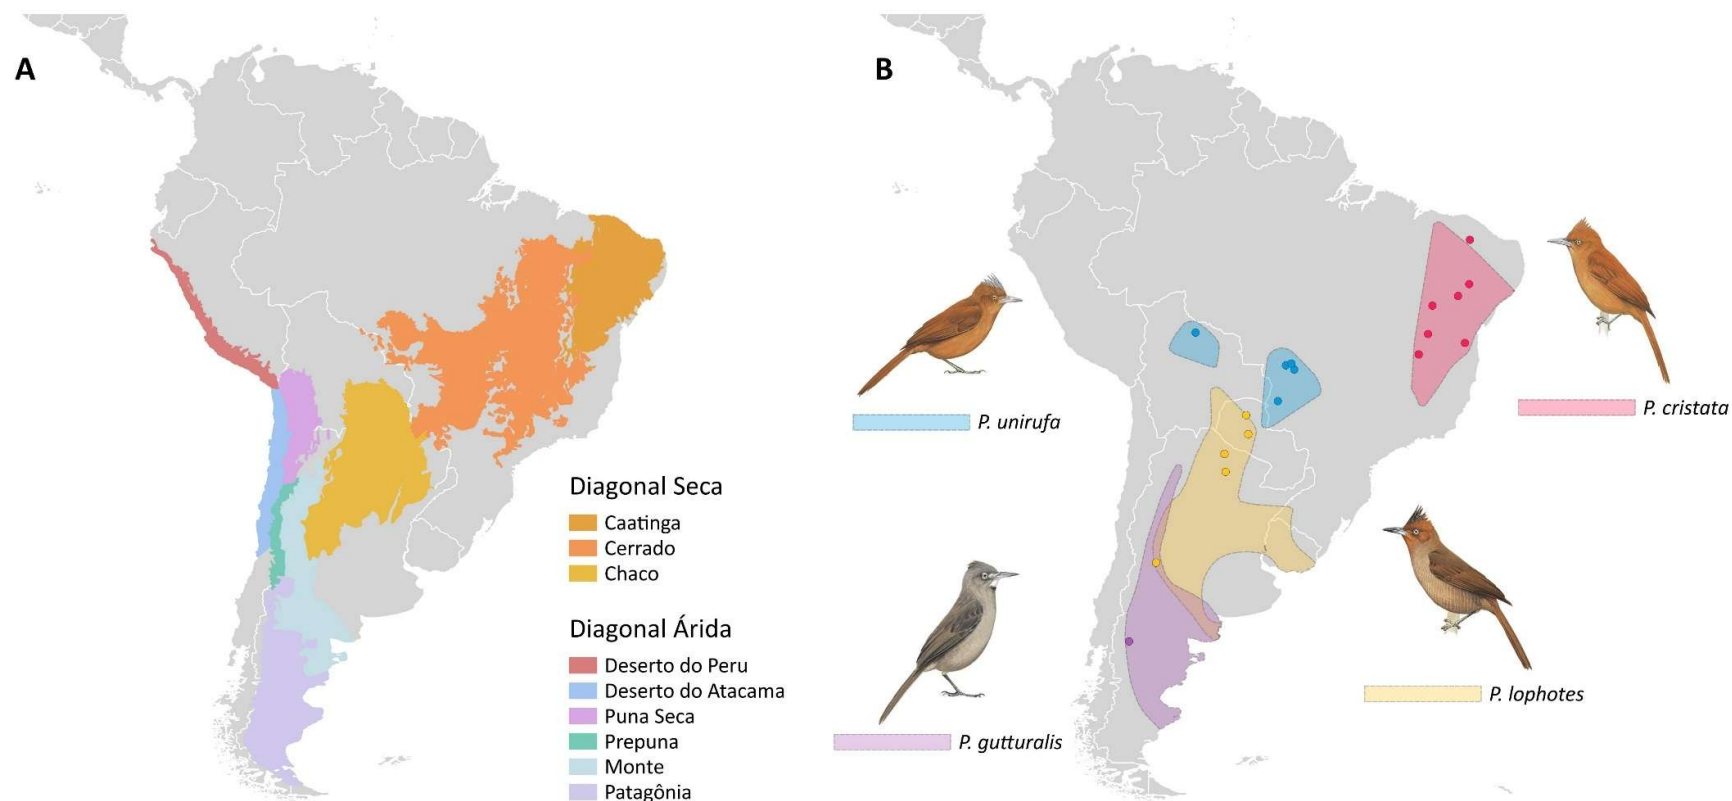 A
Diagonal Seca
Caatinga
Cerrado
Chaco
Diagonal Árida
Deserto do Peru
Deserto do Atacama
Puna Seca
Prepuna
Monte
Patagônia
B
P. unirufa
P. cristata
P. gutturalis
P. lophotes